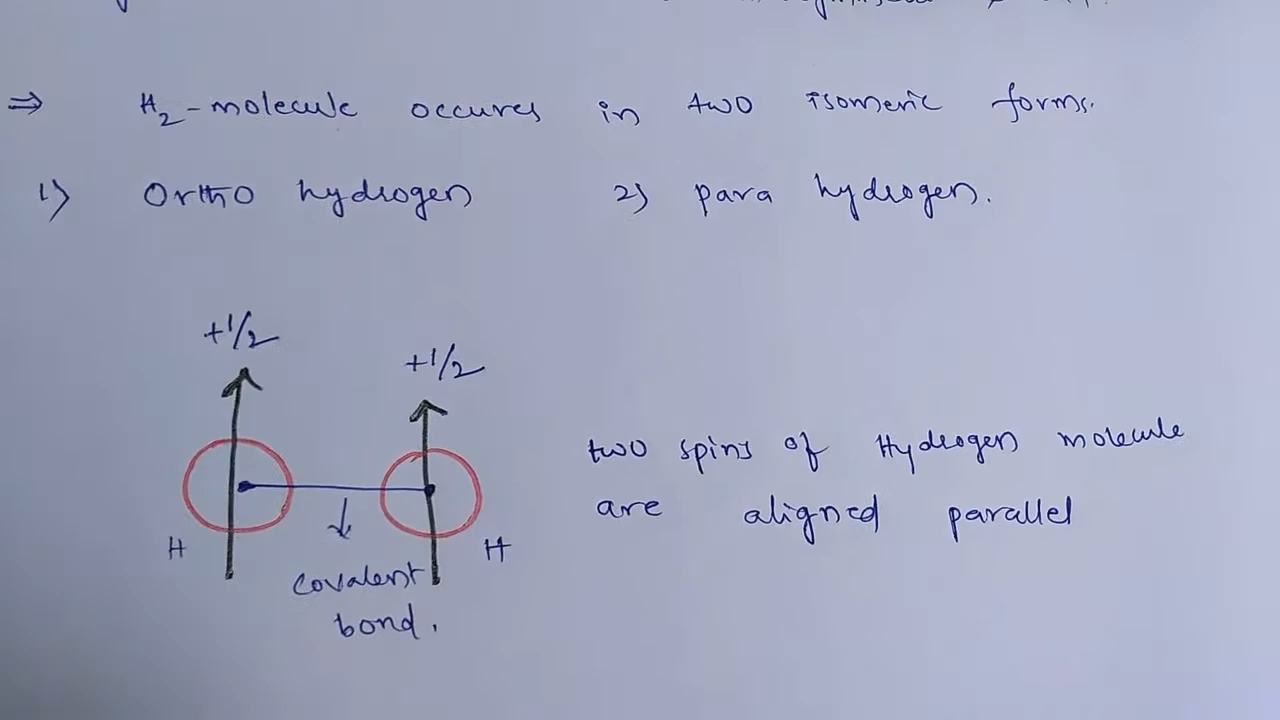 ⇒ H₂-molecule occures in two isomeric forms.
1) Ortho hydrogen 2) para hydrogen.
+1/2
+1/2
two spins of Hydrogen molecule
are aligned parallel
H H
covalent
bond.